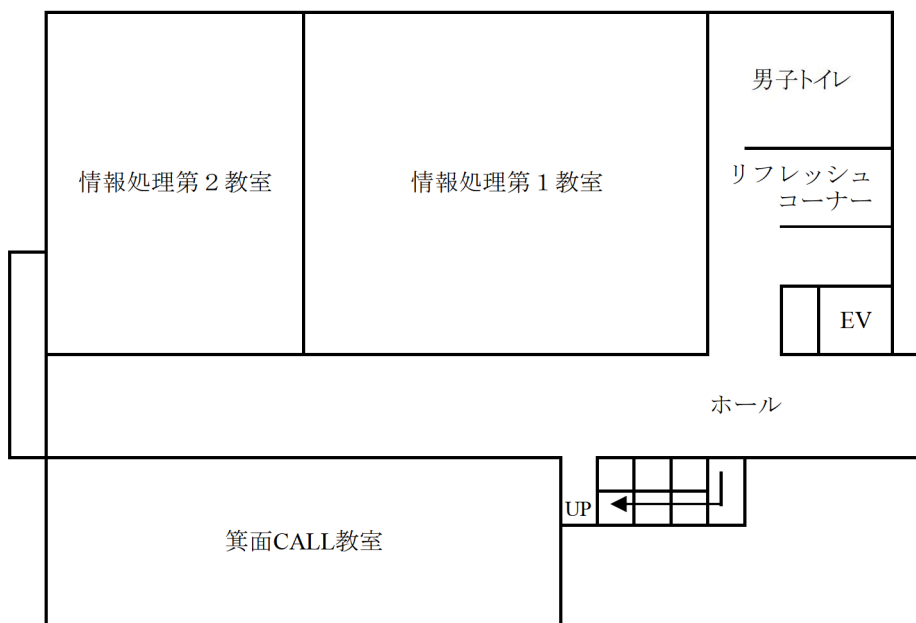 男子トイレ
情報処理第２教室
情報処理第１教室
リフレッシュ
コーナー
EV
ホール
UP
箕面CALL教室